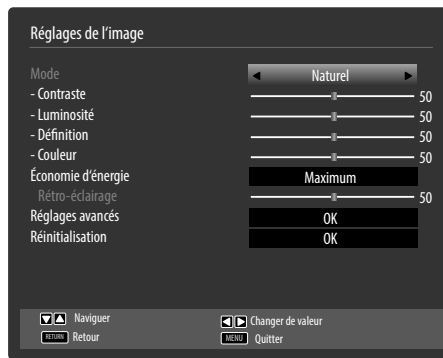 Réglages de l'image
Mode Naturel
- Contraste 50
- Luminosité 50
- Définition 50
- Couleur 50
Économie d'énergie Maximum
Rétro-éclairage 50
Réglages avancés OK
Réinitialisation OK
Naviguer Changer de valeur
RETURN Retour MENU Quitter